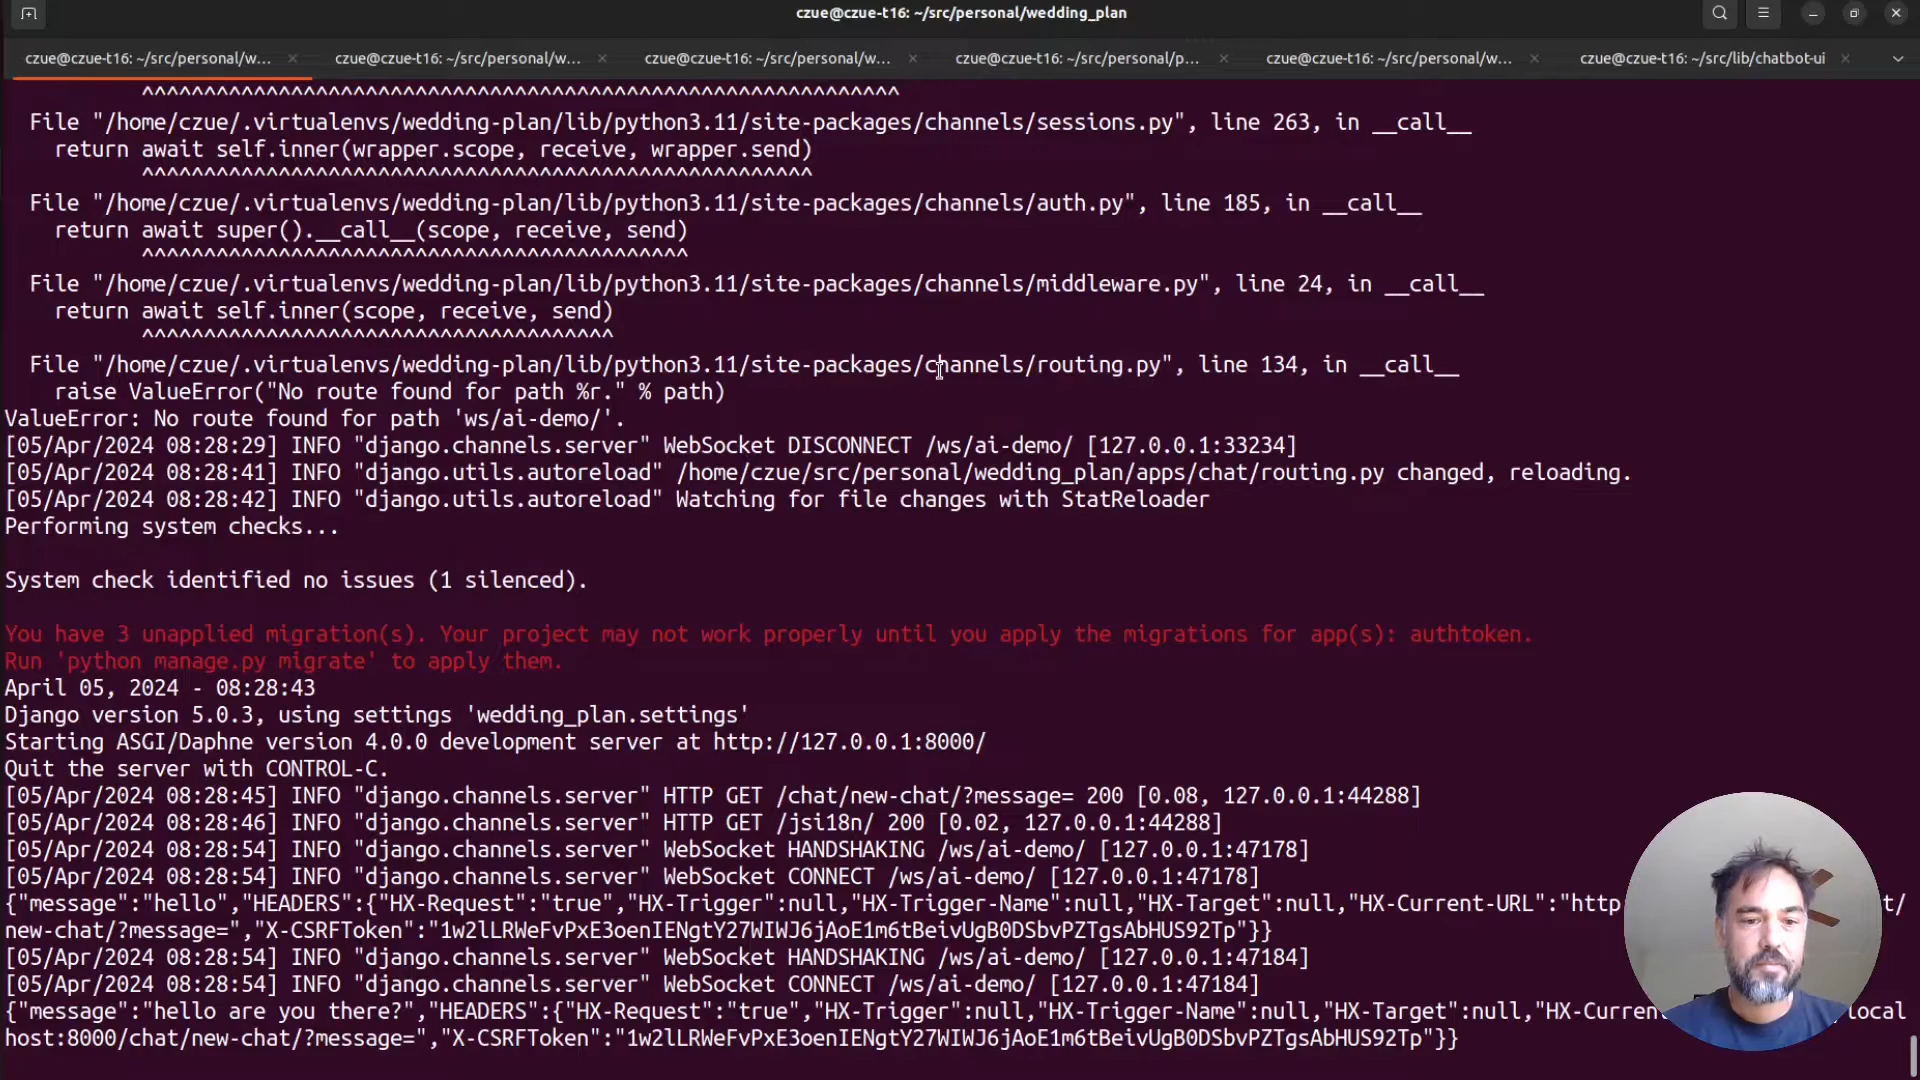 czue@czue-t16: ~/src/personal/wedding_plan
czue@czue-t16: ~/src/personal/w...
czue@czue-t16: ~/src/personal/w...
czue@czue-t16: ~/src/personal/w...
czue@czue-t16: ~/src/personal/p...
czue@czue-t16: ~/src/personal/w...
czue@czue-t16: ~/src/lib/chatbot-ui
^^^^^^^^^^^^^^^^^^^^^^^^^^^^^^^^^^^^^^^^^^^^^^^^^^^^^^^^^^^^^
File "/home/czue/.virtualenvs/wedding-plan/lib/python3.11/site-packages/channels/sessions.py", line 263, in __call__
return await self.inner(wrapper.scope, receive, wrapper.send)
^^^^^^^^^^^^^^^^^^^^^^^^^^^^^^^^^^^^^^^^^^^^^^^^^^^^^^
File "/home/czue/.virtualenvs/wedding-plan/lib/python3.11/site-packages/channels/auth.py", line 185, in __call__
return await super().__call__(scope, receive, send)
^^^^^^^^^^^^^^^^^^^^^^^^^^^^^^^^^^^^^^^^^^^^
File "/home/czue/.virtualenvs/wedding-plan/lib/python3.11/site-packages/channels/middleware.py", line 24, in __call__
return await self.inner(scope, receive, send)
^^^^^^^^^^^^^^^^^^^^^^^^^^^^^^^^^^^^^^
File "/home/czue/.virtualenvs/wedding-plan/lib/python3.11/site-packages/channels/routing.py", line 134, in __call__
raise ValueError("No route found for path %r." % path)
ValueError: No route found for path 'ws/ai-demo/'.
[05/Apr/2024 08:28:29] INFO "django.channels.server" WebSocket DISCONNECT /ws/ai-demo/ [127.0.0.1:33234]
[05/Apr/2024 08:28:41] INFO "django.utils.autoreload" /home/czue/src/personal/wedding_plan/apps/chat/routing.py changed, reloading.
[05/Apr/2024 08:28:42] INFO "django.utils.autoreload" Watching for file changes with StatReloader
Performing system checks...
System check identified no issues (1 silenced).
You have 3 unapplied migration(s). Your project may not work properly until you apply the migrations for app(s): authtoken.
Run 'python manage.py migrate' to apply them.
April 05, 2024 - 08:28:43
Django version 5.0.3, using settings 'wedding_plan.settings'
Starting ASGI/Daphne version 4.0.0 development server at http://127.0.0.1:8000/
Quit the server with CONTROL-C.
[05/Apr/2024 08:28:45] INFO "django.channels.server" HTTP GET /chat/new-chat/?message= 200 [0.08, 127.0.0.1:44288]
[05/Apr/2024 08:28:46] INFO "django.channels.server" HTTP GET /jsi18n/ 200 [0.02, 127.0.0.1:44288]
[05/Apr/2024 08:28:54] INFO "django.channels.server" WebSocket HANDSHAKING /ws/ai-demo/ [127.0.0.1:47178]
[05/Apr/2024 08:28:54] INFO "django.channels.server" WebSocket CONNECT /ws/ai-demo/ [127.0.0.1:47178]
{"message":"hello","HEADERS":{"HX-Request":"true","HX-Trigger":null,"HX-Trigger-Name":null,"HX-Target":null,"HX-Current-URL":"http t/
new-chat/?message=","X-CSRFToken":"1w2lLRWeFvPxE3oenIENgtY27WIWJ6jAoE1m6tBeivUgB0DSbvPZTgsAbHUS92Tp"}}
[05/Apr/2024 08:28:54] INFO "django.channels.server" WebSocket HANDSHAKING /ws/ai-demo/ [127.0.0.1:47184]
[05/Apr/2024 08:28:54] INFO "django.channels.server" WebSocket CONNECT /ws/ai-demo/ [127.0.0.1:47184]
{"message":"hello are you there?","HEADERS":{"HX-Request":"true","HX-Trigger":null,"HX-Trigger-Name":null,"HX-Target":null,"HX-Current local
host:8000/chat/new-chat/?message=","X-CSRFToken":"1w2lLRWeFvPxE3oenIENgtY27WIWJ6jAoE1m6tBeivUgB0DSbvPZTgsAbHUS92Tp"}}